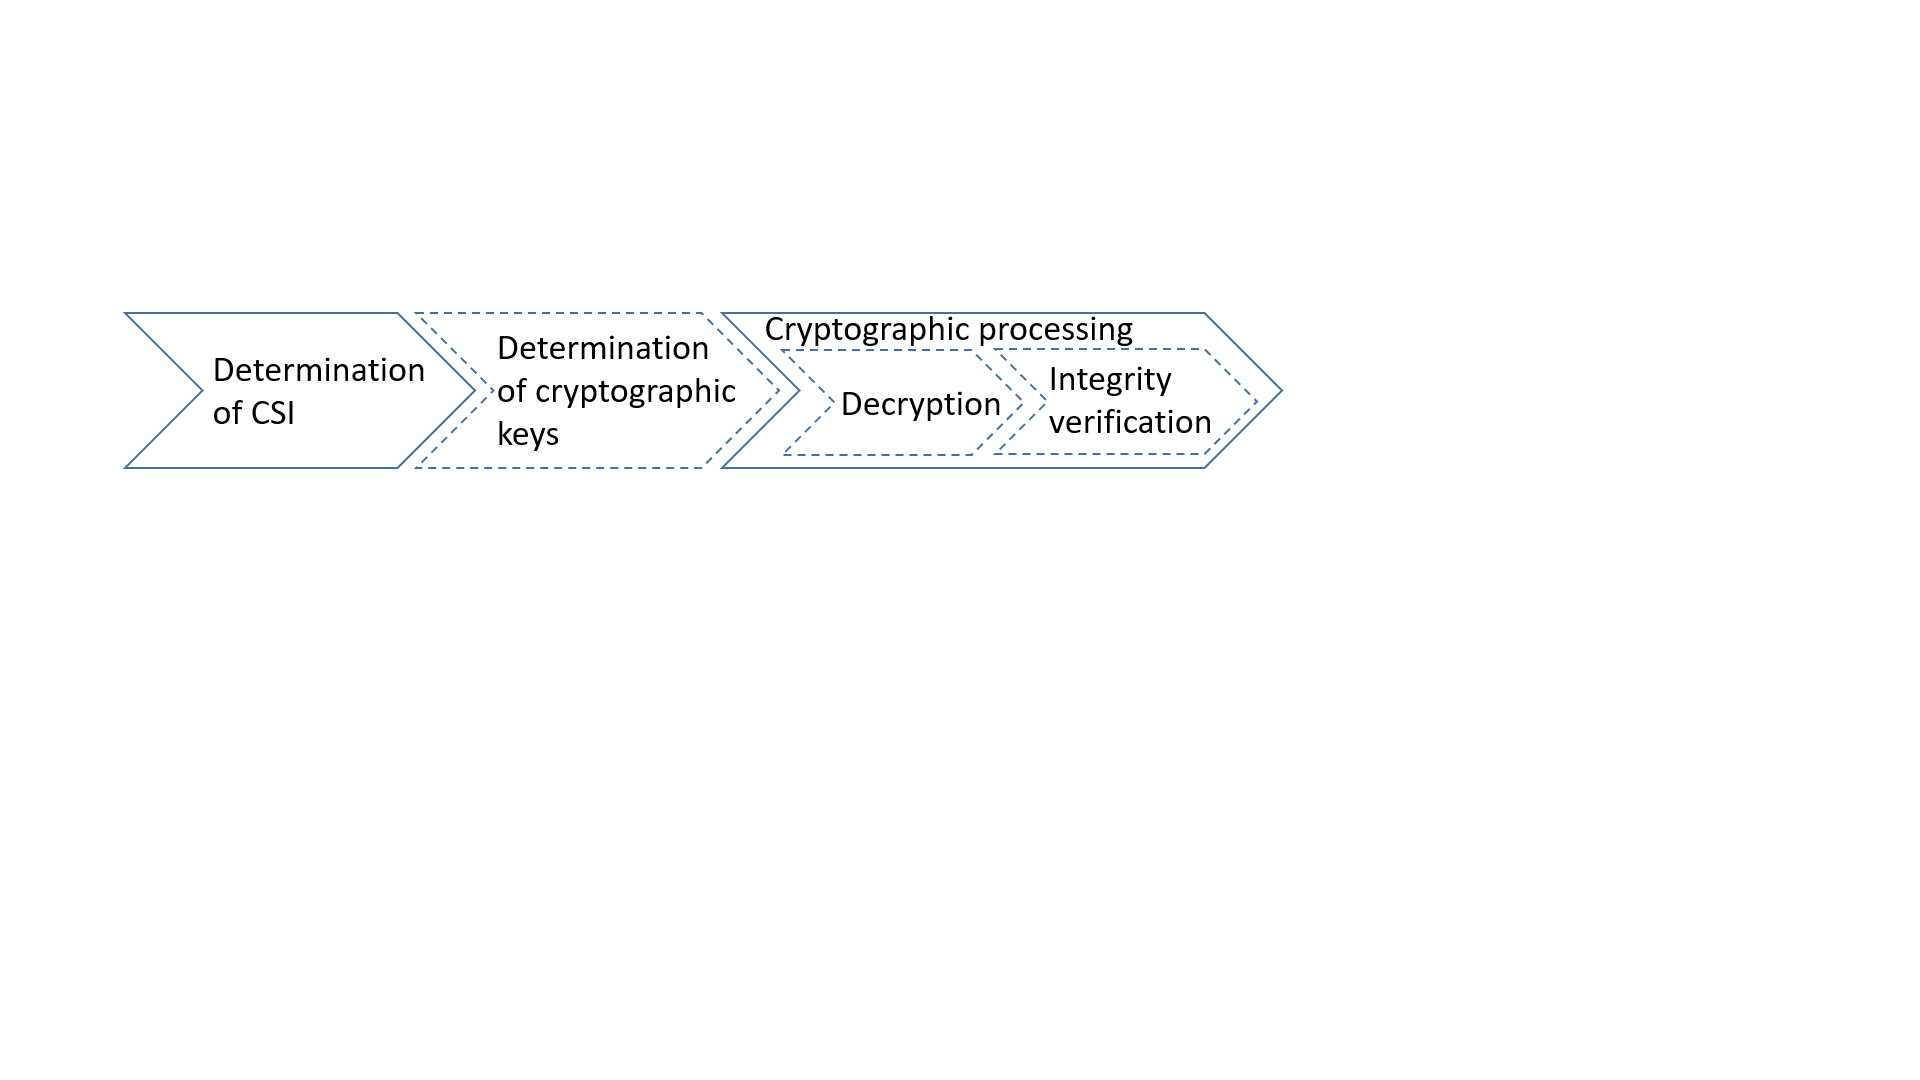 Determination
of CSI
Determination
of cryptographic
keys
Cryptographic processing
Decryption
Integrity
verification